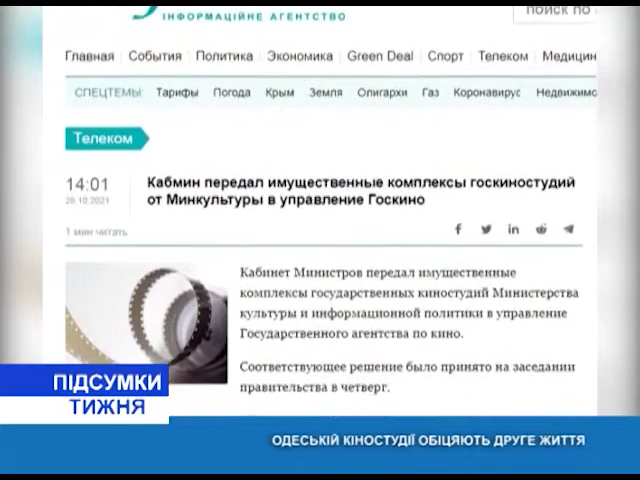 ІНФОРМАЦІЙНЕ АГЕНТСТВО
ПОИСК ПО
Главная События Политика Экономика Green Deal Спорт Телеком Медицин
СПЕЦТЕМЫ: Тарифы Погода Крым Земля Олигархи Газ Коронавирус Недвижимо
Телеком
14:01
28.10.2021
Кабмин передал имущественные комплексы госкиностудий
от Минкультуры в управление Госкино
1 мин читать
Кабинет Министров передал имущественные
комплексы государственных киностудий Министерства
культуры и информационной политики в управление
Государственного агентства по кино.
Соответствующее решение было принято на заседании
правительства в четверг.
ПІДСУМКИ
ТИЖНЯ
ОДЕСЬКІЙ КІНОСТУДІЇ ОБІЦЯЮТЬ ДРУГЕ ЖИТТЯ